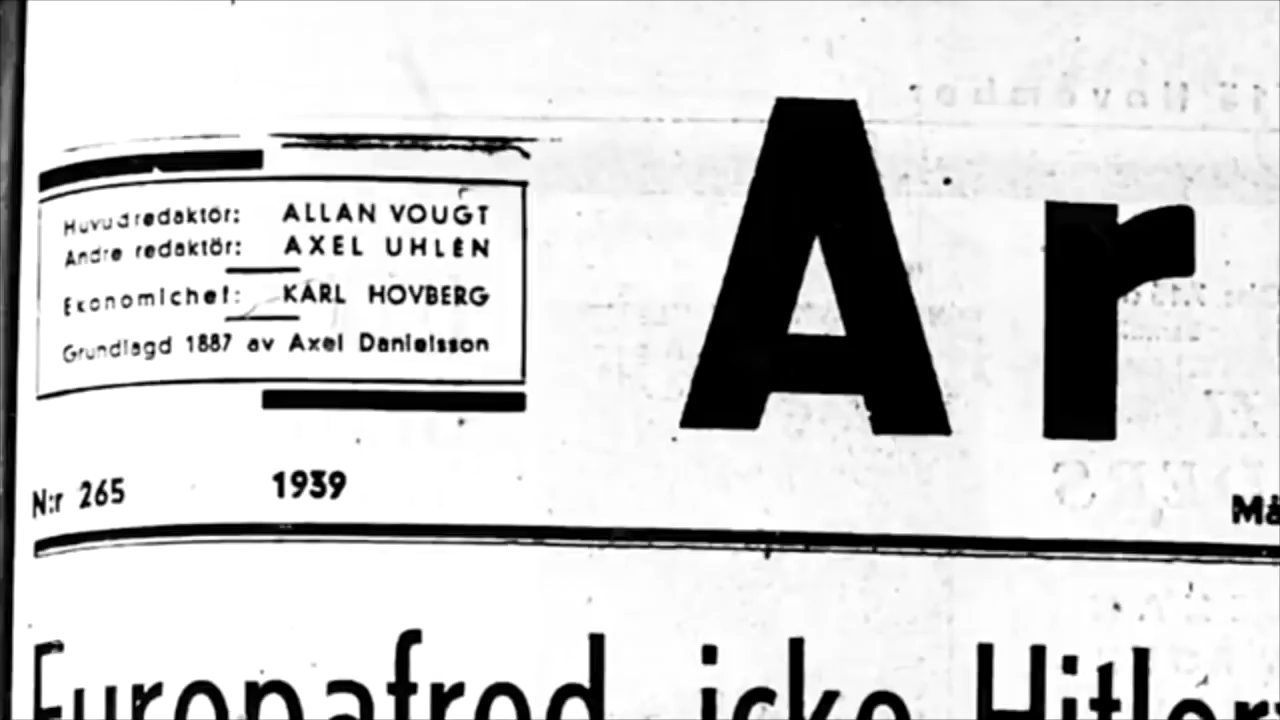 Huvudredaktör: ALLAN VOUGT
Andre redaktör: AXEL UHLÉN
Ekonomichef: KARL HOVBERG
Grundlagd 1887 av Axel Danielsson
Ar
N:r 265 1939
Må
Europafred, icke Hitler